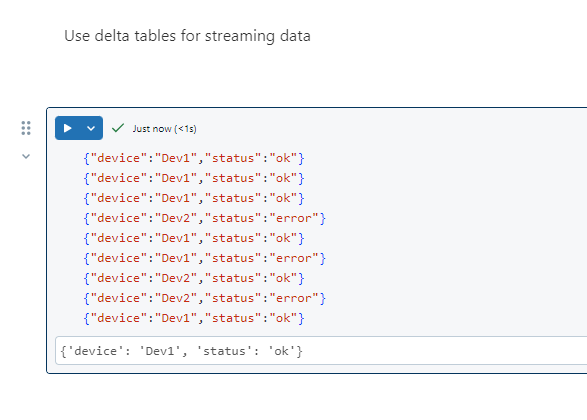 Use delta tables for streaming data
Just now (<1s)
{"device":"Dev1","status":"ok"}
{"device":"Dev1","status":"ok"}
{"device":"Dev1","status":"ok"}
{"device":"Dev2","status":"error"}
{"device":"Dev1","status":"ok"}
{"device":"Dev1","status":"error"}
{"device":"Dev2","status":"ok"}
{"device":"Dev2","status":"error"}
{"device":"Dev1","status":"ok"}
{'device': 'Dev1', 'status': 'ok'}